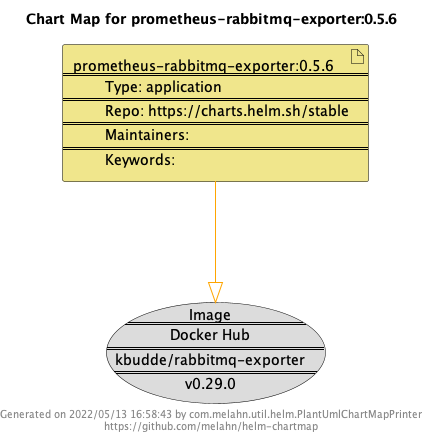 Chart Map for prometheus-rabbitmq-exporter:0.5.6
prometheus-rabbitmq-exporter:0.5.6
Type: application
Repo: https://charts.helm.sh/stable
Maintainers:
Keywords:
Image
Docker Hub
kbudde/rabbitmq-exporter
v0.29.0
Generated on 2022/05/13 16:58:43 by com.melahn.util.helm.PlantUmlChartMapPrinter
https://github.com/melahn/helm-chartmap